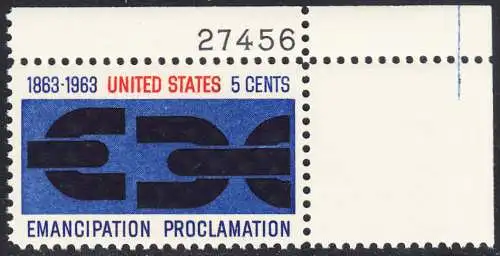 27456
1863-1963 UNITED STATES 5 CENTS
EMANCIPATION PROCLAMATION